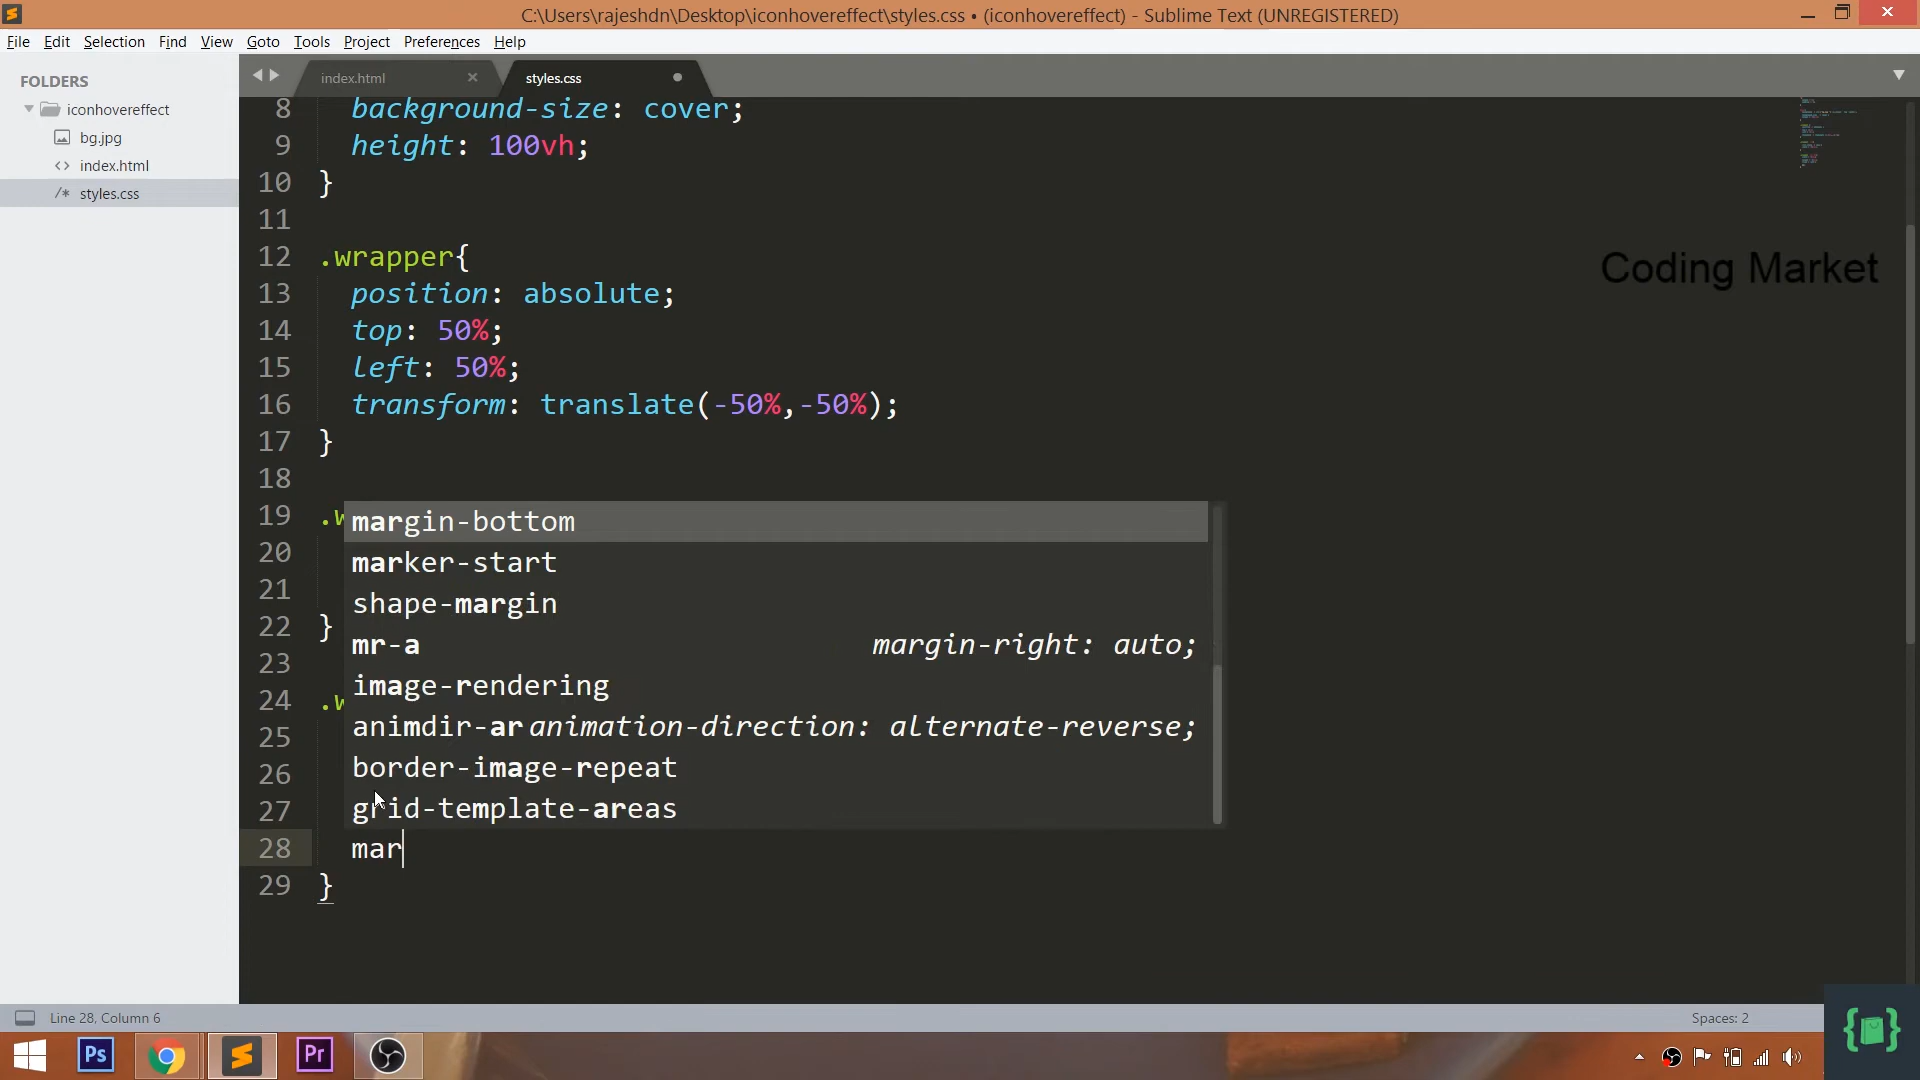 C:\Users\rajeshdn\Desktop\iconhovereffect\styles.css • (iconhovereffect) - Sublime Text (UNREGISTERED)
File Edit Selection Find View Goto Tools Project Preferences Help
FOLDERS
iconhovereffect
bg.jpg
index.html
styles.css
index.html styles.css
8 background-size: cover;
9 height: 100vh;
10 }
11
12 .wrapper{
13 position: absolute;
14 top: 50%;
15 left: 50%;
16 transform: translate(-50%,-50%);
17 }
18
19 .w
20
21
22 }
23
24 .w
25
26
27
28 mar
29 }
margin-bottom
marker-start
shape-margin
mr-a margin-right: auto;
image-rendering
animdir-ar animation-direction: alternate-reverse;
border-image-repeat
grid-template-areas
Coding Market
Line 28, Column 6
Spaces: 2
Ps
Pr